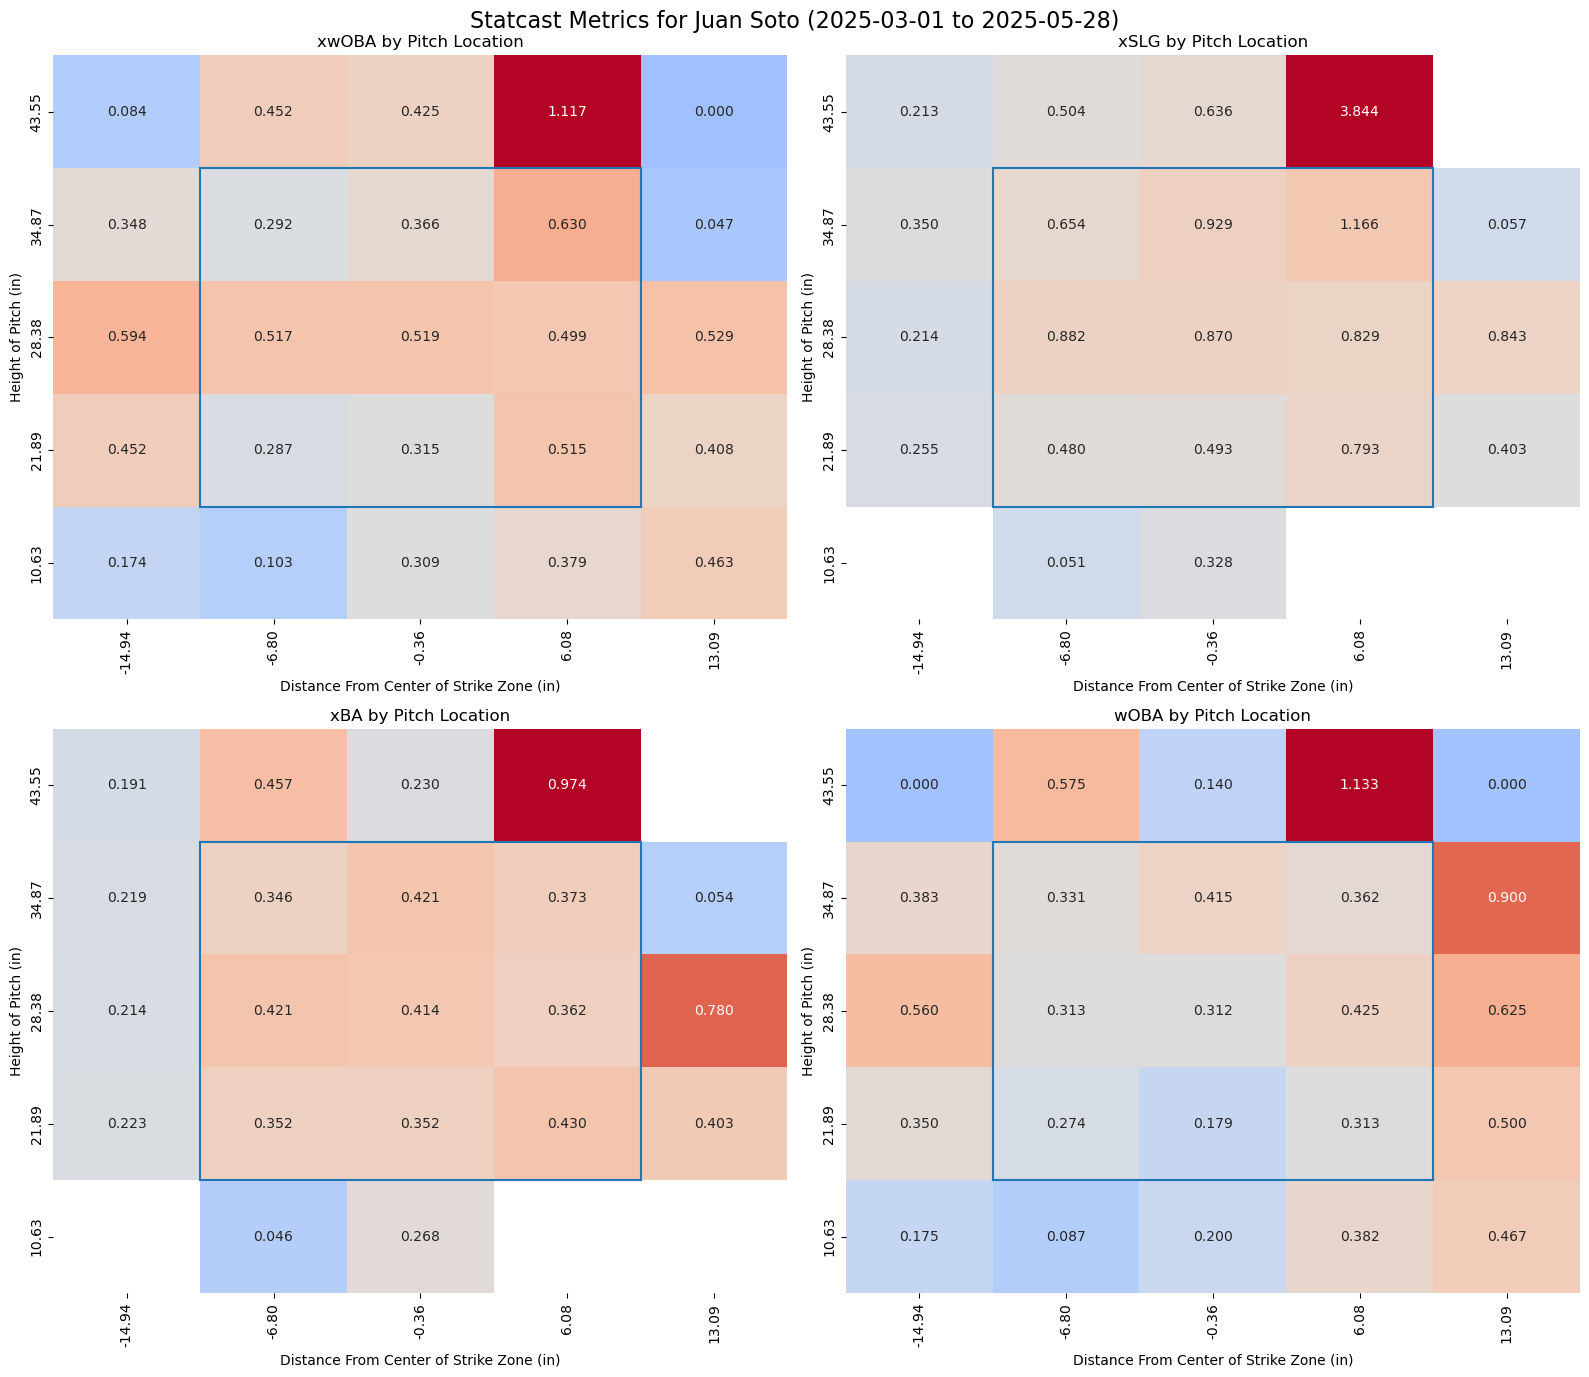 Statcast Metrics for Juan Soto (2025-03-01 to 2025-05-28)
xwOBA by Pitch Location
Height of Pitch (in)
43.55 0.084 0.452 0.425 1.117 0.000
34.87 0.348 0.292 0.366 0.630 0.047
28.38 0.594 0.517 0.519 0.499 0.529
21.89 0.452 0.287 0.315 0.515 0.408
10.63 0.174 0.103 0.309 0.379 0.463
-14.94 -6.80 -0.36 6.08 13.09
Distance From Center of Strike Zone (in)
xSLG by Pitch Location
Height of Pitch (in)
43.55 0.213 0.504 0.636 3.844
34.87 0.350 0.654 0.929 1.166 0.057
28.38 0.214 0.882 0.870 0.829 0.843
21.89 0.255 0.480 0.493 0.793 0.403
10.63 0.051 0.328
-14.94 -6.80 -0.36 6.08 13.09
Distance From Center of Strike Zone (in)
xBA by Pitch Location
Height of Pitch (in)
43.55 0.191 0.457 0.230 0.974
34.87 0.219 0.346 0.421 0.373 0.054
28.38 0.214 0.421 0.414 0.362 0.780
21.89 0.223 0.352 0.352 0.430 0.403
10.63 0.046 0.268
-14.94 -6.80 -0.36 6.08 13.09
Distance From Center of Strike Zone (in)
wOBA by Pitch Location
Height of Pitch (in)
43.55 0.000 0.575 0.140 1.133 0.000
34.87 0.383 0.331 0.415 0.362 0.900
28.38 0.560 0.313 0.312 0.425 0.625
21.89 0.350 0.274 0.179 0.313 0.500
10.63 0.175 0.087 0.200 0.382 0.467
-14.94 -6.80 -0.36 6.08 13.09
Distance From Center of Strike Zone (in)